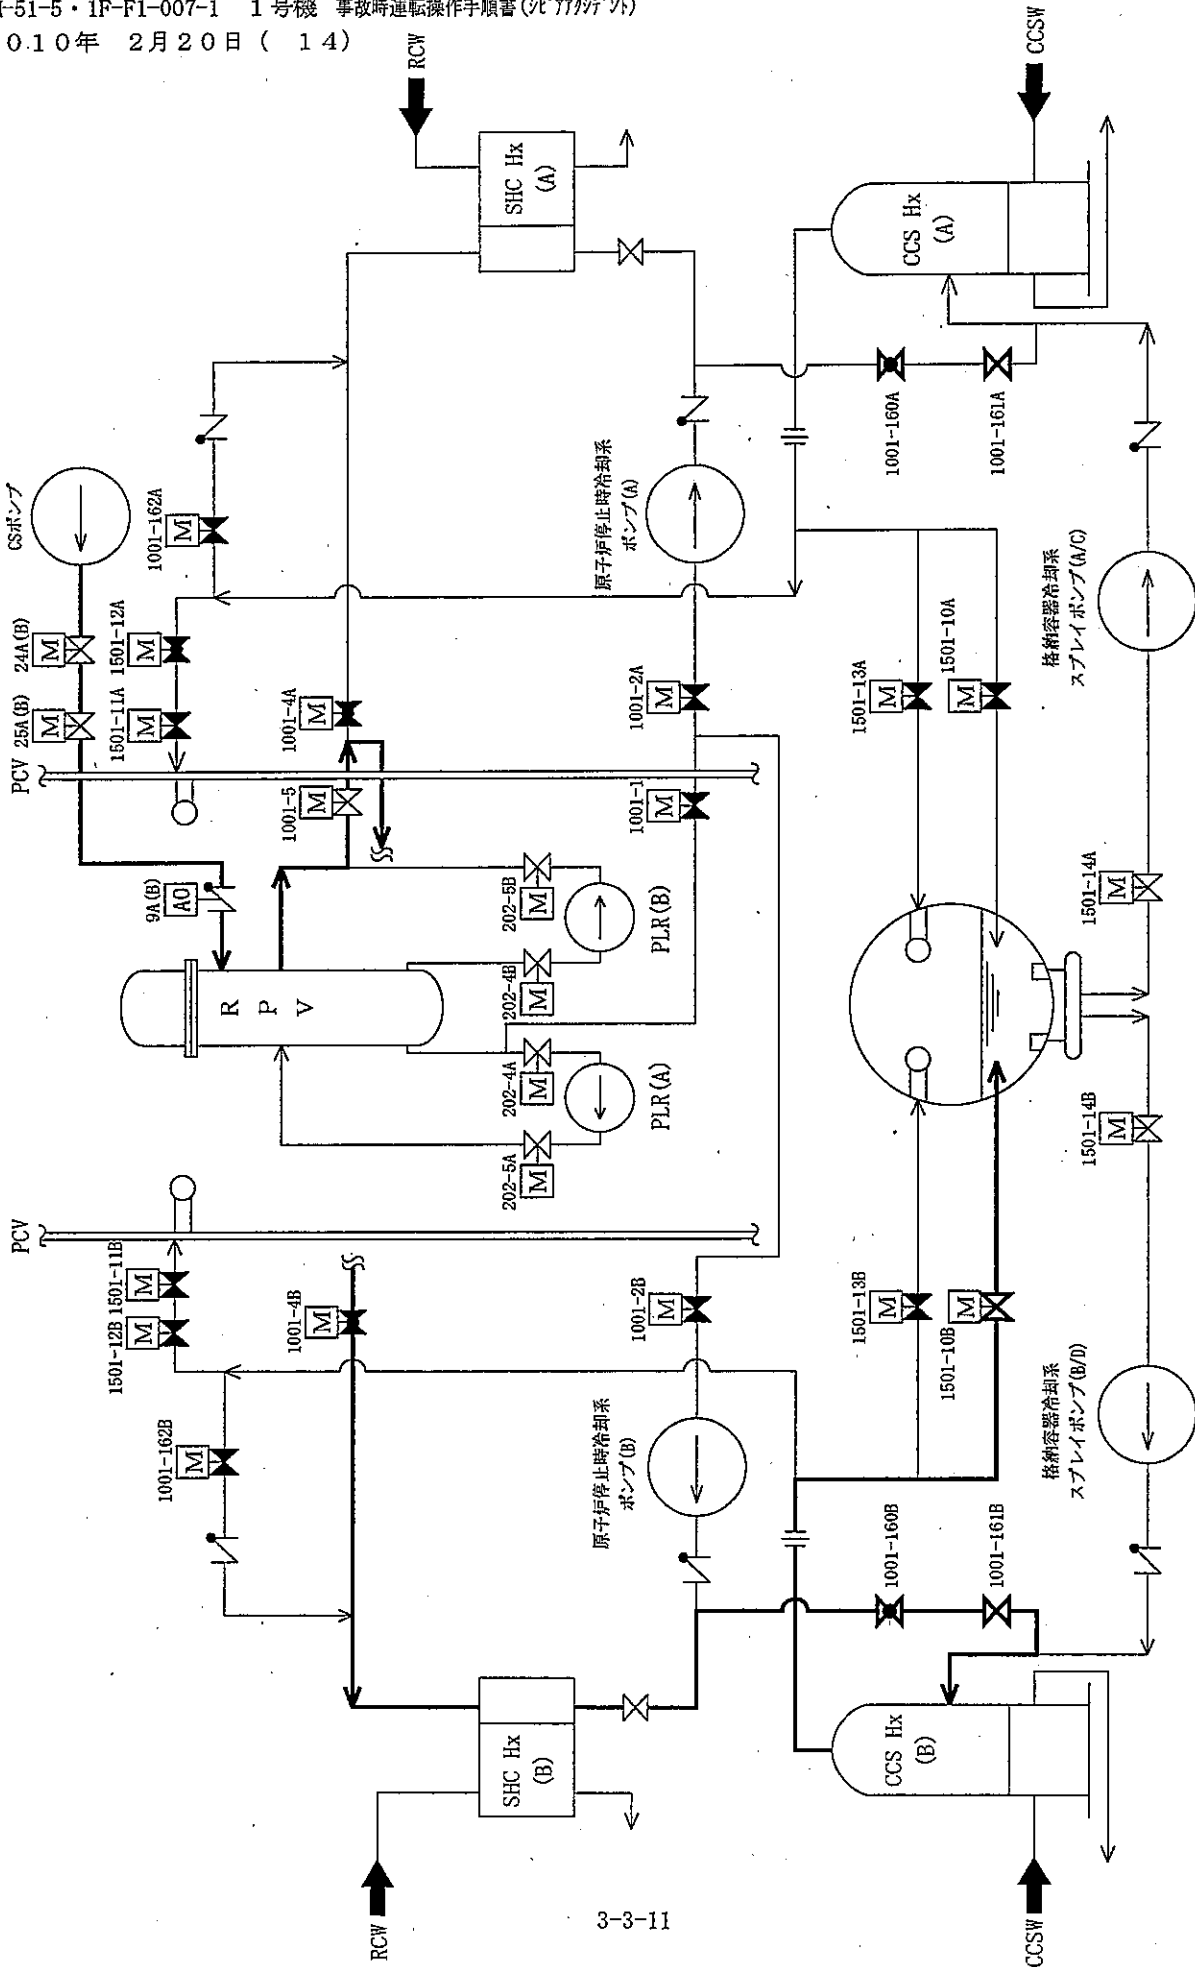 H-51-5・1F-F1-007-1 1号機 事故時運転操作手順書(シビアアクシデント)
010年 2月20日( 14)
RCW
SHC Hx
(A)
CCSW
CCS Hx
(A)
1001-160A
1001-161A
CSポンプ
24A(B)
M
25A(B)
M
1001-162A
M
1501-12A
M
1501-11A
M
PCV
原子炉停止時冷却系
ポンプ(A)
格納容器冷却系
スプレイポンプ(A/C)
1001-4A
M
1001-5
M
1001-2A
M
1001-1
M
1501-13A
M
1501-10A
M
1501-14A
M
9A(B)
AO
R
P
V
202-5B
M
202-4B
M
PLR(B)
202-4A
M
202-5A
M
PLR(A)
PCV
1501-11B
M
1501-12B
M
1001-162B
M
1001-4B
M
1001-2B
M
1501-13B
M
1501-10B
M
1501-14B
M
原子炉停止時冷却系
ポンプ(B)
格納容器冷却系
スプレイポンプ(B/D)
1001-160B
1001-161B
SHC Hx
(B)
CCS Hx
(B)
RCW
CCSW
3-3-11